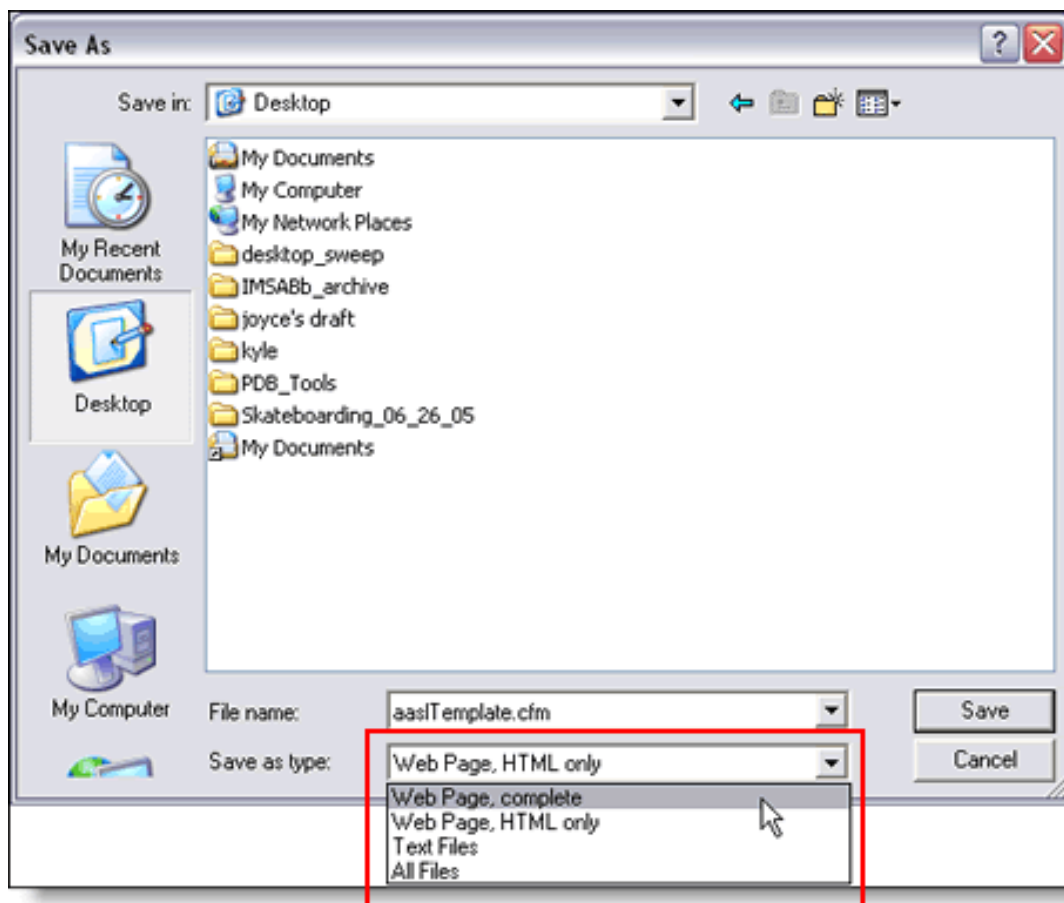 Save As
Save in:
Desktop
My Recent
Documents
Desktop
My Documents
My Computer
My Documents
My Computer
My Network Places
desktop_sweep
IMSABb_archive
joyce's draft
kyle
PDB_Tools
Skateboarding_06_26_05
My Documents
File name:
aaslTemplate.cfm
Save
Save as type:
Web Page, HTML only
Cancel
Web Page, complete
Web Page, HTML only
Text Files
All Files